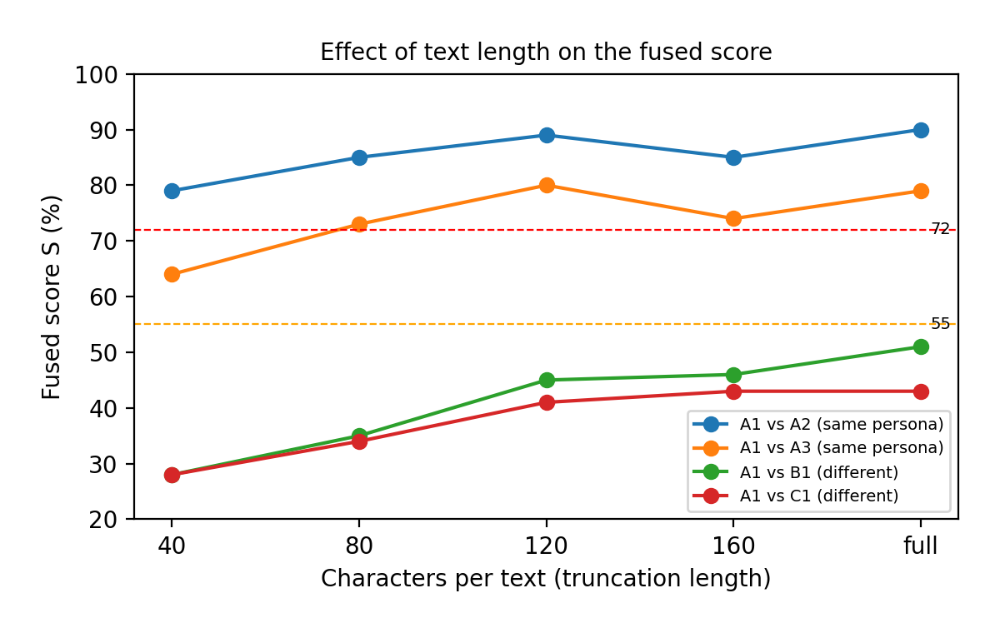 Effect of text length on the fused score
100
90
80
70
60
50
40
30
20
Fused score S (%)
72
55
A1 vs A2 (same persona)
A1 vs A3 (same persona)
A1 vs B1 (different)
A1 vs C1 (different)
40 80 120 160 full
Characters per text (truncation length)